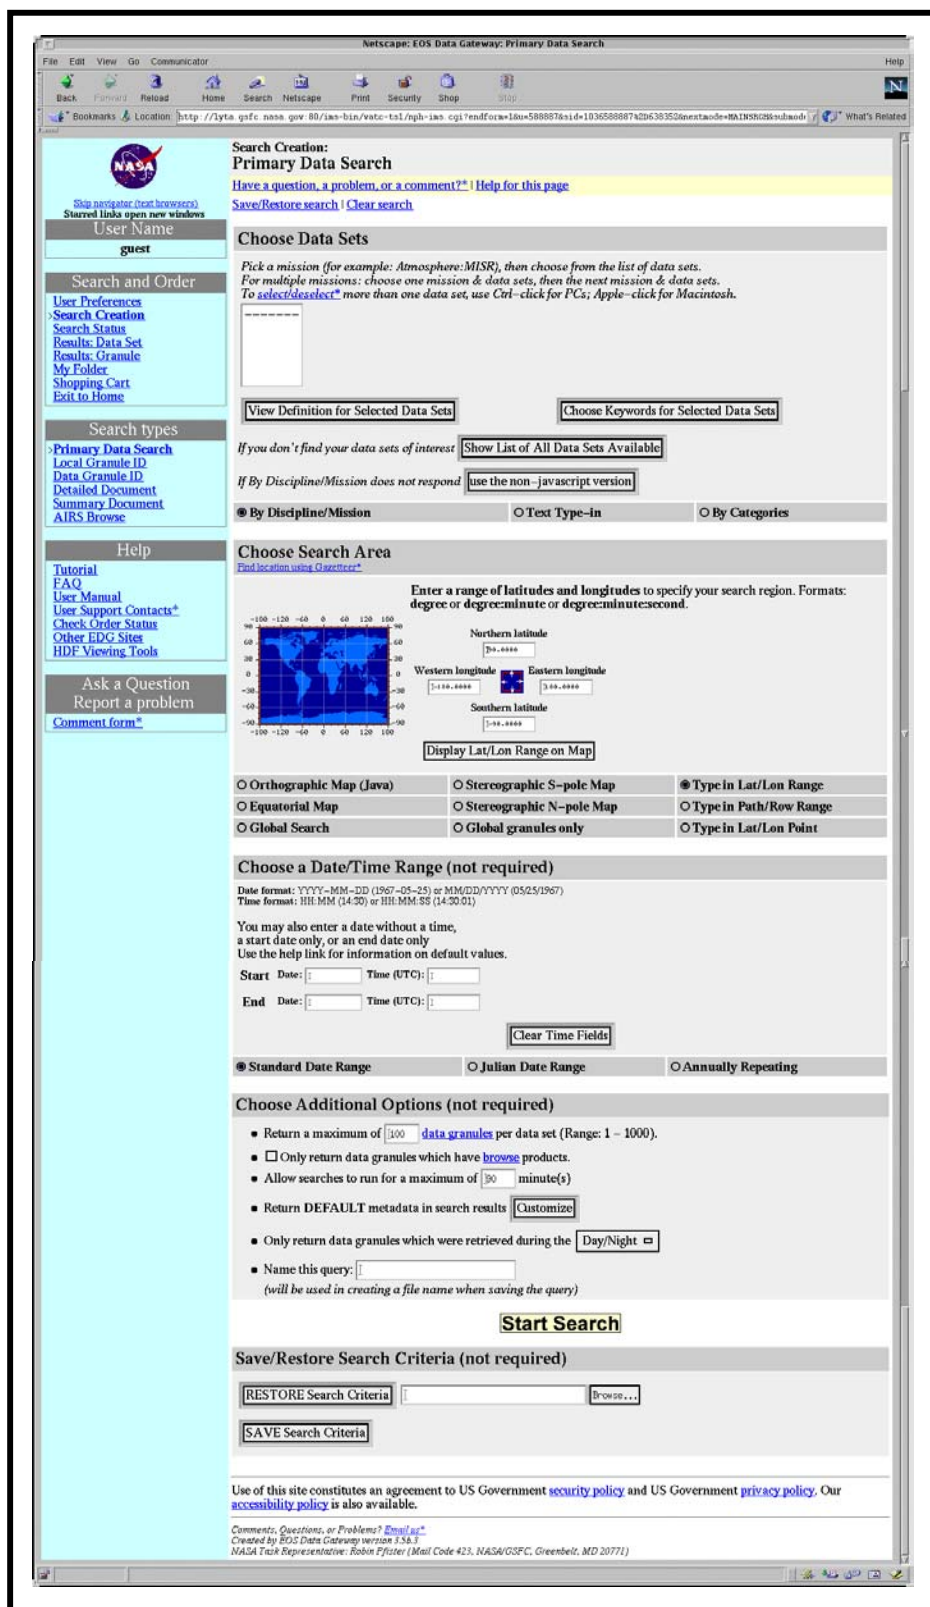 Netscape: EOS Data Gateway: Primary Data Search
File Edit View Go Communicator Help
Back Forward Reload Home Search Netscape Print Security Shop Stop
Bookmarks Location: What's Related
NASA
Skip navigator (text browsers)
Starred links open new windows
User Name
guest
Search and Order
User Preferences
›Search Creation
Search Status
Results: Data Set
Results: Granule
My Folder
Shopping Cart
Exit to Home
Search types
›Primary Data Search
Local Granule ID
Data Granule ID
Detailed Document
Summary Document
AIRS Browse
Help
Tutorial
FAQ
User Manual
User Support Contacts*
Check Order Status
Other EDG Sites
HDF Viewing Tools
Ask a Question
Report a problem
Comment form*
Search Creation:
Primary Data Search
Have a question, a problem, or a comment?* | Help for this page
Save/Restore search | Clear search
Choose Data Sets
Pick a mission (for example: Atmosphere:MISR), then choose from the list of data sets.
For multiple missions: choose one mission & data sets, then the next mission & data sets.
To select/deselect* more than one data set, use Ctrl-click for PCs; Apple-click for Macintosh.
-------
View Definition for Selected Data Sets Choose Keywords for Selected Data Sets
If you don't find your data sets of interest Show List of All Data Sets Available
If By Discipline/Mission does not respond use the non-javascript version
By Discipline/Mission Text Type-in By Categories
Choose Search Area
Find location using Gazetteer*
Enter a range of latitudes and longitudes to specify your search region. Formats:
degree or degree:minute or degree:minute:second.
Northern latitude
90.0000
Western longitude Eastern longitude
-180.0000 180.0000
Southern latitude
-90.0000
Display Lat/Lon Range on Map
Orthographic Map (Java) Stereographic S-pole Map Type in Lat/Lon Range
Equatorial Map Stereographic N-pole Map Type in Path/Row Range
Global Search Global granules only Type in Lat/Lon Point
Choose a Date/Time Range (not required)
Date format: YYYY-MM-DD (1967-05-25) or MM/DD/YYYY (05/25/1967)
Time format: HH:MM (14:30) or HH:MM:SS (14:30:01)
You may also enter a date without a time,
a start date only, or an end date only
Use the help link for information on default values.
Start Date: Time (UTC):
End Date: Time (UTC):
Clear Time Fields
Standard Date Range Julian Date Range Annually Repeating
Choose Additional Options (not required)
• Return a maximum of 100 data granules per data set (Range: 1 - 1000).
• Only return data granules which have browse products.
• Allow searches to run for a maximum of 90 minute(s)
• Return DEFAULT metadata in search results Customize
• Only return data granules which were retrieved during the Day/Night
• Name this query:
(will be used in creating a file name when saving the query)
Start Search
Save/Restore Search Criteria (not required)
RESTORE Search Criteria Browse...
SAVE Search Criteria
Use of this site constitutes an agreement to US Government security policy and US Government privacy policy. Our
accessibility policy is also available.
Comments, Questions, or Problems? Email us*
Created by EOS Data Gateway version 3.5b.3
NASA Task Representative: Robin Pfister (Mail Code 423, NASA/GSFC, Greenbelt, MD 20771)